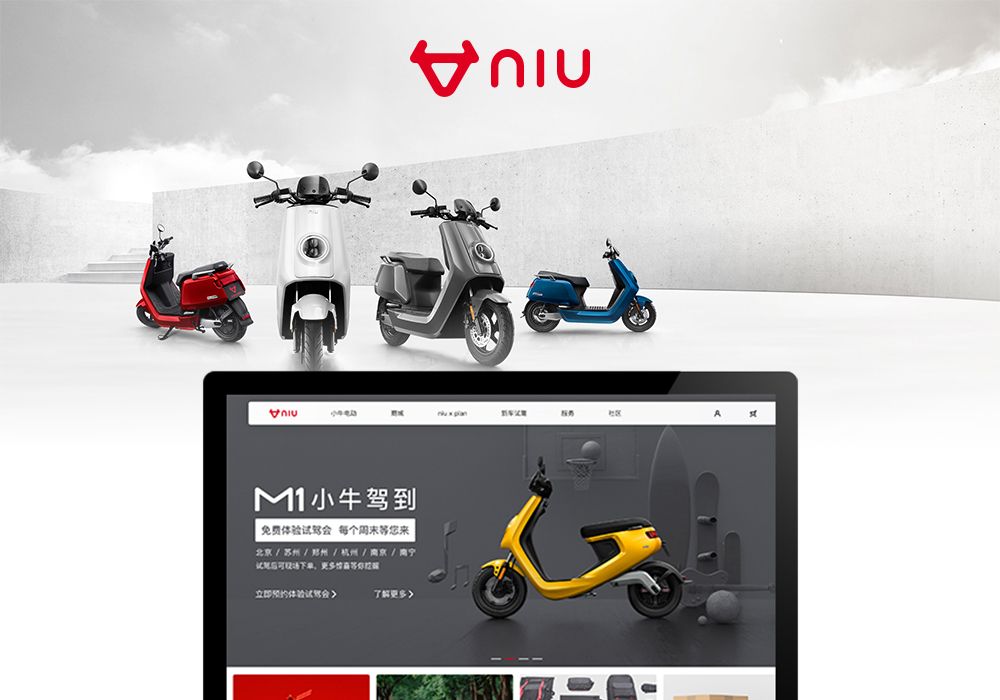 niu
niu
niu
小牛电动
商城
niu x plan
新车试驾
服务
社区
M1小牛驾到
免费体验试驾会 每个周末等您来
北京 / 苏州 / 郑州 / 杭州 / 南京 / 南宁
试驾后可现场下单，更多惊喜等你挖掘
立即预约体验试驾会
了解更多